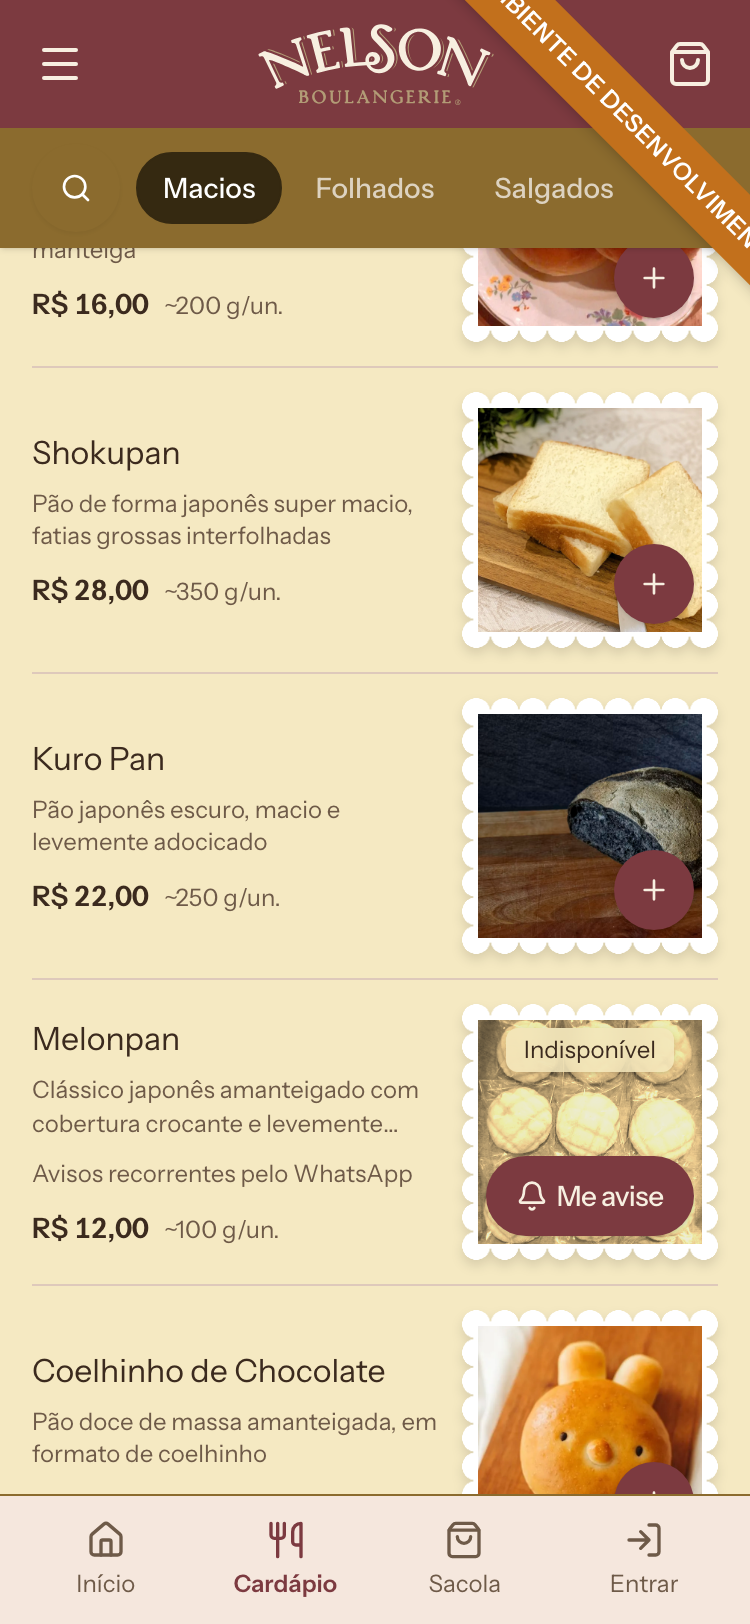 NELSON
BOULANGERIE
BIENTE DE DESENVOLVIMEN
Macios
Folhados
Salgados
manteiga
R$ 16,00 ~200 g/un.
Shokupan
Pão de forma japonês super macio,
fatias grossas interfolhadas
R$ 28,00 ~350 g/un.
Kuro Pan
Pão japonês escuro, macio e
levemente adocicado
R$ 22,00 ~250 g/un.
Melonpan
Indisponível
Clássico japonês amanteigado com
cobertura crocante e levemente...
Avisos recorrentes pelo WhatsApp
Me avise
R$ 12,00 ~100 g/un.
Coelhinho de Chocolate
Pão doce de massa amanteigada, em
formato de coelhinho
Início
Cardápio
Sacola
Entrar